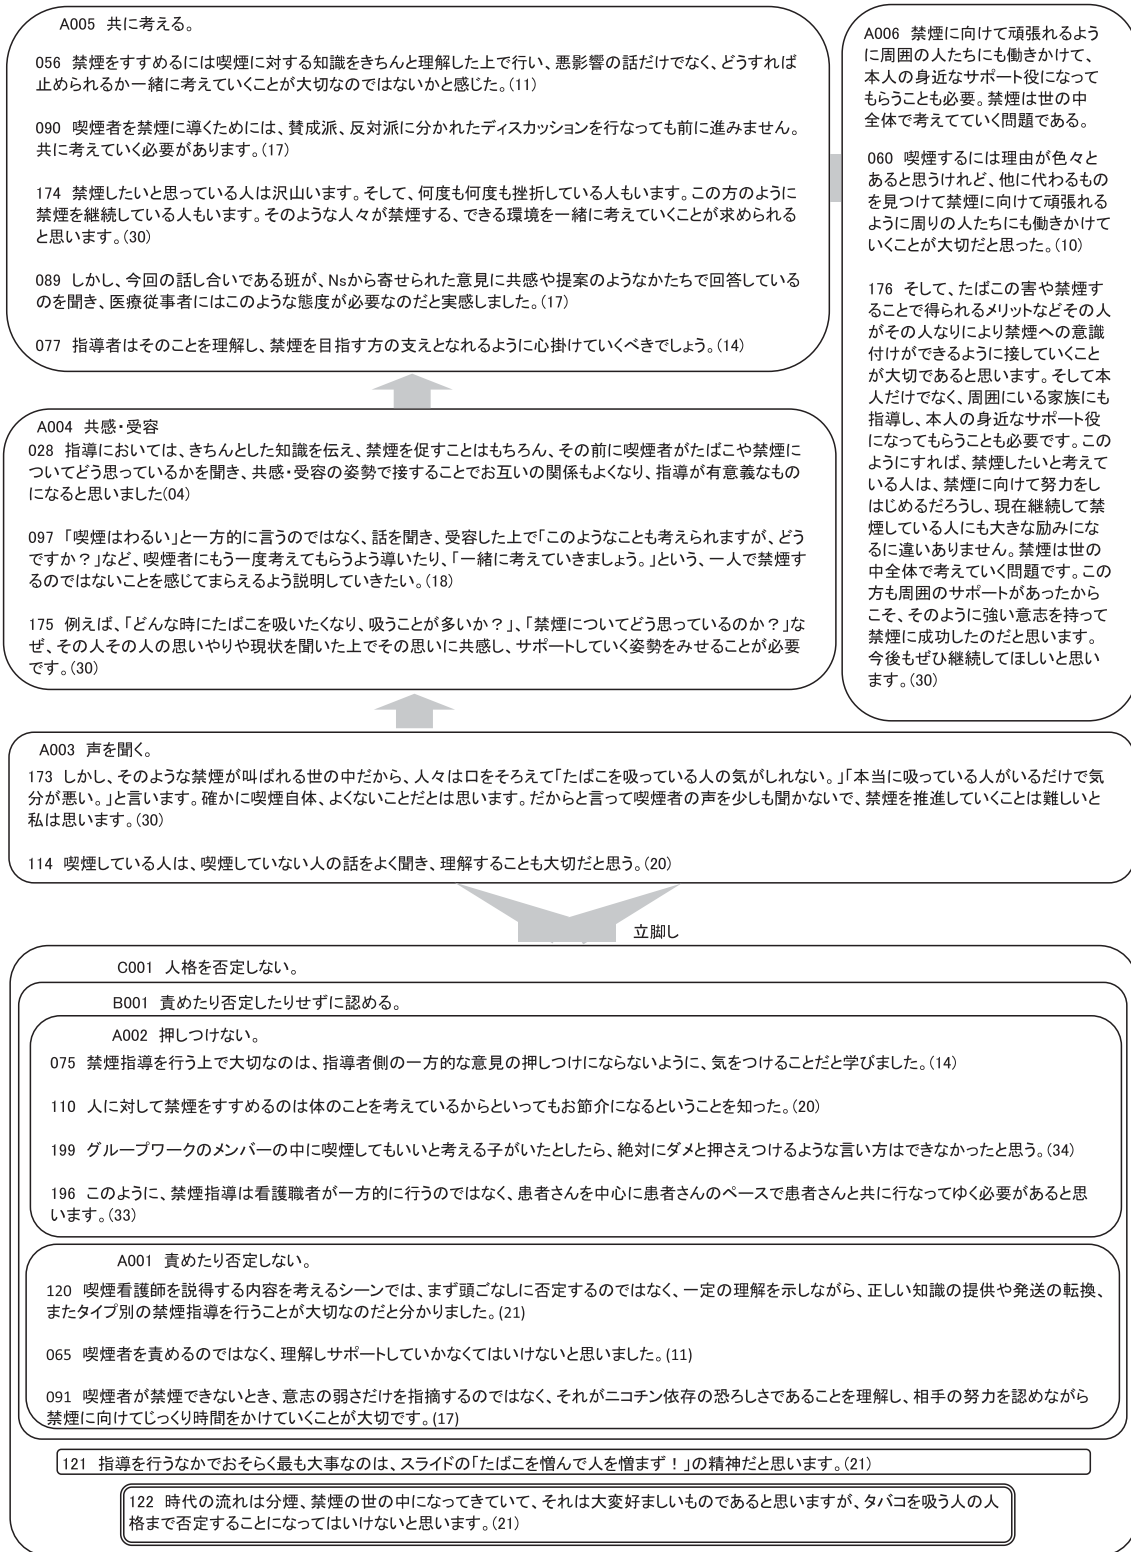 A005 共に考える。
056 禁煙をすすめるには喫煙に対する知識をきちんと理解した上で行い、悪影響の話だけでなく、どうすれば
止められるか一緒に考えていくことが大切なのではないかと感じた。(11)
090 喫煙者を禁煙に導くためには、賛成派、反対派に分かれたディスカッションを行なっても前に進みません。
共に考えていく必要があります。(17)
174 禁煙したいと思っている人は沢山います。そして、何度も何度も挫折している人もいます。この方のように
禁煙を継続している人もいます。そのような人々が禁煙する、できる環境を一緒に考えていくことが求められる
と思います。(30)
089 しかし、今回の話し合いである班が、Nsから寄せられた意見に共感や提案のようなかたちで回答している
のを聞き、医療従事者にはこのような態度が必要なのだと実感しました。(17)
077 指導者はそのことを理解し、禁煙を目指す方の支えとなれるように心掛けていくべきでしょう。(14)
A006 禁煙に向けて頑張れるよう
に周囲の人たちにも働きかけて、
本人の身近なサポート役になって
もらうことも必要。禁煙は世の中
全体で考えてていく問題である。
060 喫煙するには理由が色々と
あると思うけれど、他に代わるもの
を見つけて禁煙に向けて頑張れる
ように周りの人たちにも働きかけて
いくことが大切だと思った。(10)
176 そして、たばこの害や禁煙す
ることで得られるメリットなどその人
がその人なりにより禁煙への意識
付けができるように接していくこと
が大切であると思います。そして本
人だけでなく、周囲にいる家族にも
指導し、本人の身近なサポート役
になってもらうことも必要です。この
ようにすれば、禁煙したいと考えて
いる人は、禁煙に向けて努力をし
はじめるだろうし、現在継続して禁
煙している人にも大きな励みにな
るに違いありません。禁煙は世の
中全体で考えていく問題です。この
方も周囲のサポートがあったから
こそ、そのように強い意志を持って
禁煙に成功したのだと思います。
今後もぜひ継続してほしいと思い
ます。(30)
A004 共感・受容
028 指導においては、きちんとした知識を伝え、禁煙を促すことはもちろん、その前に喫煙者がたばこや禁煙に
ついてどう思っているかを聞き、共感・受容の姿勢で接することでお互いの関係もよくなり、指導が有意義なもの
になると思いました(04)
097 「喫煙はわるい」と一方的に言うのではなく、話を聞き、受容した上で「このようなことも考えられますが、どう
ですか？」など、喫煙者にもう一度考えてもらうよう導いたり、「一緒に考えていきましょう。」という、一人で禁煙す
るのではないことを感じてまらえるよう説明していきたい。(18)
175 例えば、「どんな時にたばこを吸いたくなり、吸うことが多いか？」、「禁煙についてどう思っているのか？」な
ぜ、その人その人の思いやりや現状を聞いた上でその思いに共感し、サポートしていく姿勢をみせることが必要
です。(30)
A003 声を聞く。
173 しかし、そのような禁煙が叫ばれる世の中だから、人々は口をそろえて「たばこを吸っている人の気がしれない。」「本当に吸っている人がいるだけで気
分が悪い。」と言います。確かに喫煙自体、よくないことだとは思います。だからと言って喫煙者の声を少しも聞かないで、禁煙を推進していくことは難しいと
私は思います。(30)
114 喫煙している人は、喫煙していない人の話をよく聞き、理解することも大切だと思う。(20)
立脚し
C001 人格を否定しない。
B001 責めたり否定したりせずに認める。
A002 押しつけない。
075 禁煙指導を行う上で大切なのは、指導者側の一方的な意見の押しつけにならないように、気をつけることだと学びました。(14)
110 人に対して禁煙をすすめるのは体のことを考えているからといってもお節介になるということを知った。(20)
199 グループワークのメンバーの中に喫煙してもいいと考える子がいたとしたら、絶対にダメと押さえつけるような言い方はできなかったと思う。(34)
196 このように、禁煙指導は看護職者が一方的に行うのではなく、患者さんを中心に患者さんのペースで患者さんと共に行なってゆく必要があると思
います。(33)
A001 責めたり否定しない。
120 喫煙看護師を説得する内容を考えるシーンでは、まず頭ごなしに否定するのではなく、一定の理解を示しながら、正しい知識の提供や発送の転換、
またタイプ別の禁煙指導を行うことが大切なのだと分かりました。(21)
065 喫煙者を責めるのではなく、理解しサポートしていかなくてはいけないと思いました。(11)
091 喫煙者が禁煙できないとき、意志の弱さだけを指摘するのではなく、それがニコチン依存の恐ろしさであることを理解し、相手の努力を認めながら
禁煙に向けてじっくり時間をかけていくことが大切です。(17)
121 指導を行うなかでおそらく最も大事なのは、スライドの「たばこを憎んで人を憎まず！」の精神だと思います。(21)
122 時代の流れは分煙、禁煙の世の中になってきていて、それは大変好ましいものであると思いますが、タバコを吸う人の人
格まで否定することになってはいけないと思います。(21)